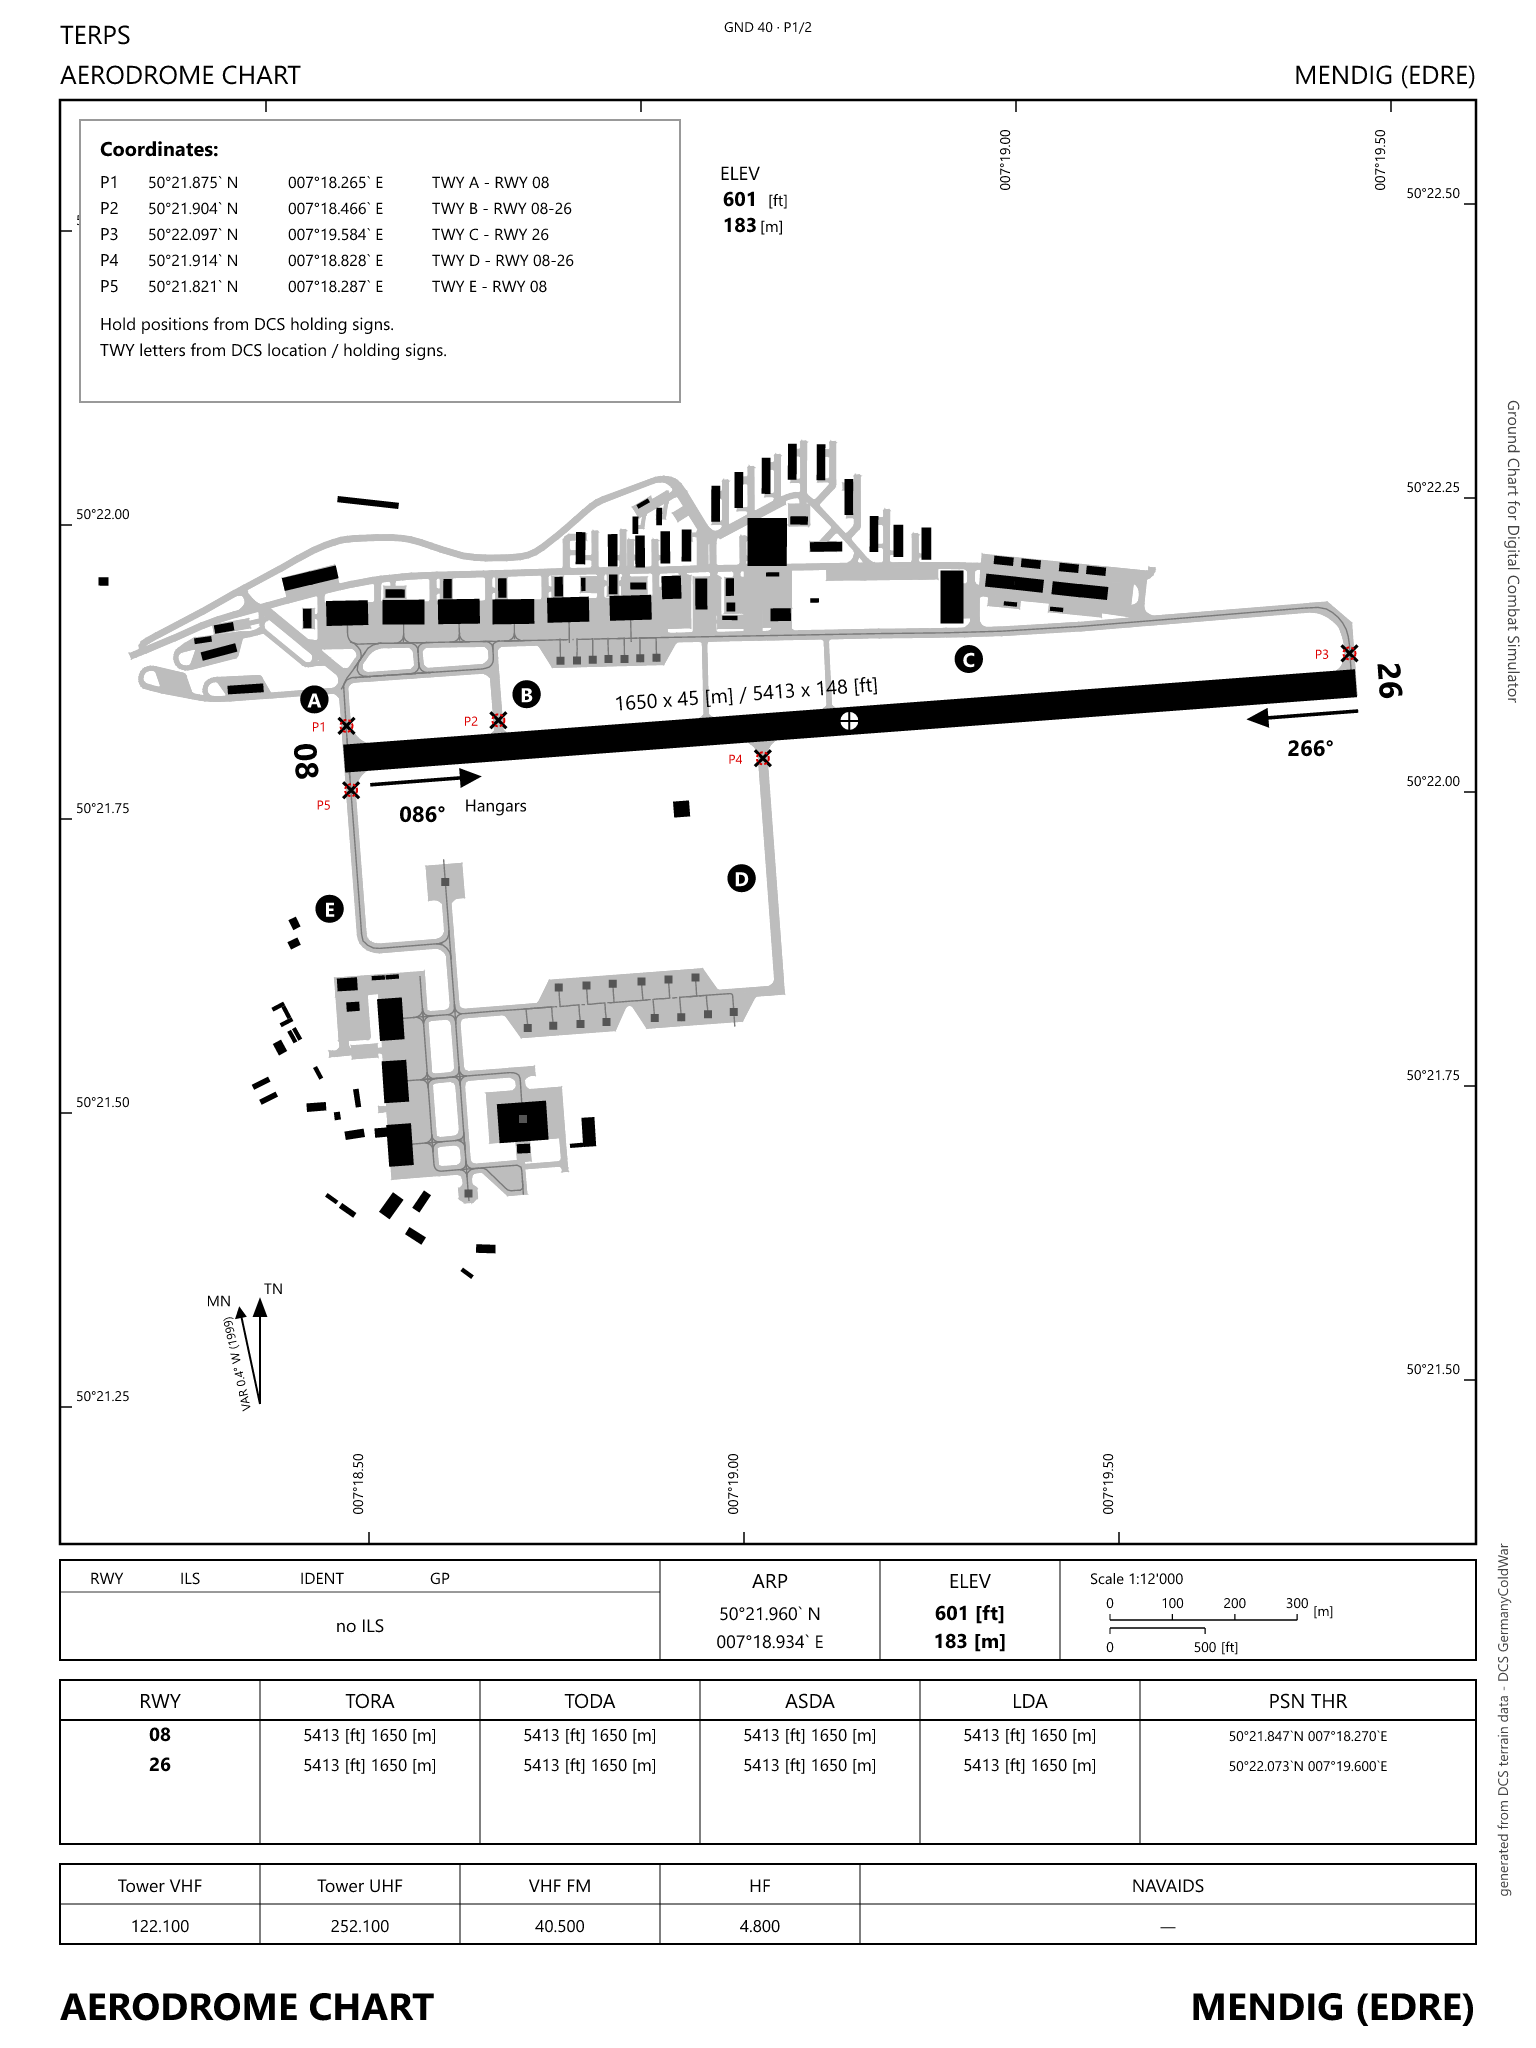 GND 40 · P1/2
TERPS
AERODROME CHART
MENDIG (EDRE)
Coordinates:
P1 50°21.875` N 007°18.265` E TWY A - RWY 08
P2 50°21.904` N 007°18.466` E TWY B - RWY 08-26
P3 50°22.097` N 007°19.584` E TWY C - RWY 26
P4 50°21.914` N 007°18.828` E TWY D - RWY 08-26
P5 50°21.821` N 007°18.287` E TWY E - RWY 08
Hold positions from DCS holding signs.
TWY letters from DCS location / holding signs.
ELEV
601 [ft]
183 [m]
007°19.00
007°19.50
50°22.50
50°22.25
50°22.00
50°21.75
50°21.50
50°22.00
50°21.75
50°21.50
50°21.25
A
B
C
D
E
P1
P2
P3
P4
P5
1650 x 45 [m] / 5413 x 148 [ft]
08
26
086°
266°
Hangars
MN
TN
VAR 0.4° W (1999)
007°18.50
007°19.00
007°19.50
Ground Chart for Digital Combat Simulator
generated from DCS terrain data - DCS GermanyColdWar
RWY ILS IDENT GP
no ILS
ARP
50°21.960` N
007°18.934` E
ELEV
601 [ft]
183 [m]
Scale 1:12'000
0 100 200 300 [m]
0 500 [ft]
RWY TORA TODA ASDA LDA PSN THR
08 5413 [ft] 1650 [m] 5413 [ft] 1650 [m] 5413 [ft] 1650 [m] 5413 [ft] 1650 [m] 50°21.847`N 007°18.270`E
26 5413 [ft] 1650 [m] 5413 [ft] 1650 [m] 5413 [ft] 1650 [m] 5413 [ft] 1650 [m] 50°22.073`N 007°19.600`E
Tower VHF Tower UHF VHF FM HF NAVAIDS
122.100 252.100 40.500 4.800 —
AERODROME CHART
MENDIG (EDRE)